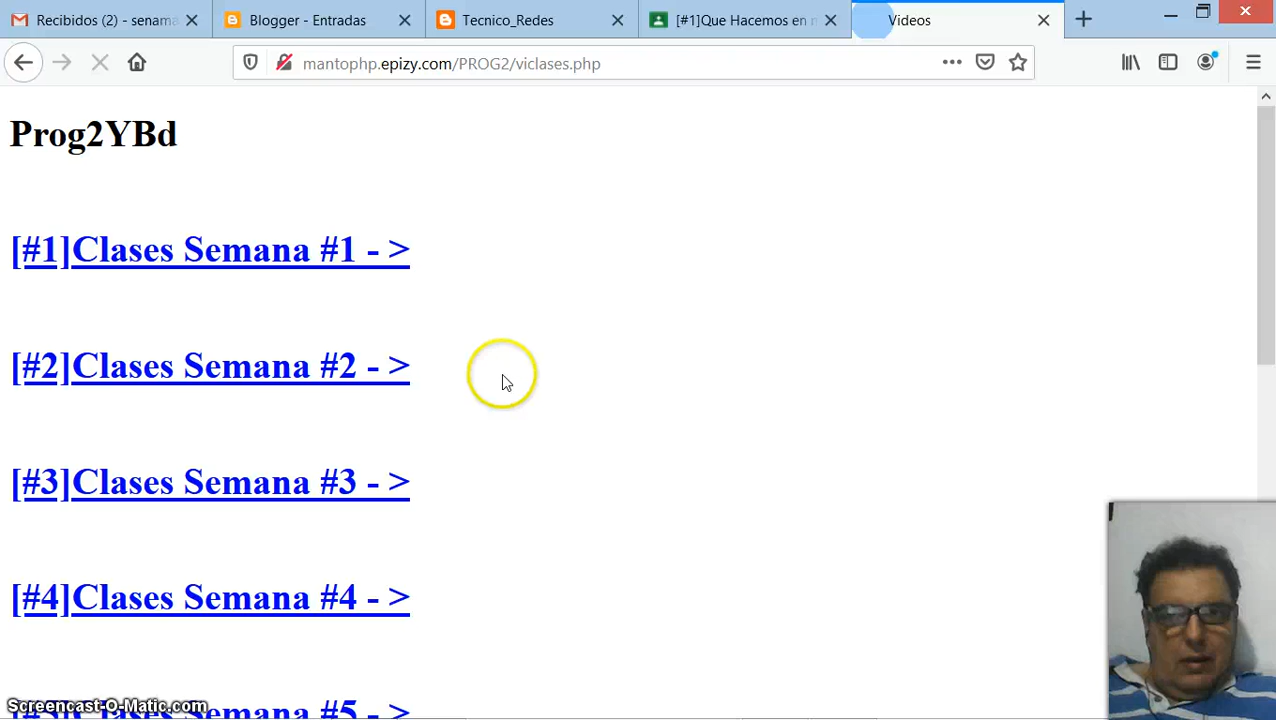 Recibidos (2) - senama
Blogger - Entradas
Tecnico_Redes
[#1]Que Hacemos en n
Videos
mantophp.epizy.com/PROG2/viclases.php
Prog2YBd
[#1]Clases Semana #1 - >
[#2]Clases Semana #2 - >
[#3]Clases Semana #3 - >
[#4]Clases Semana #4 - >
[#5]Clases Semana #5 - >
Screencast-O-Matic.com